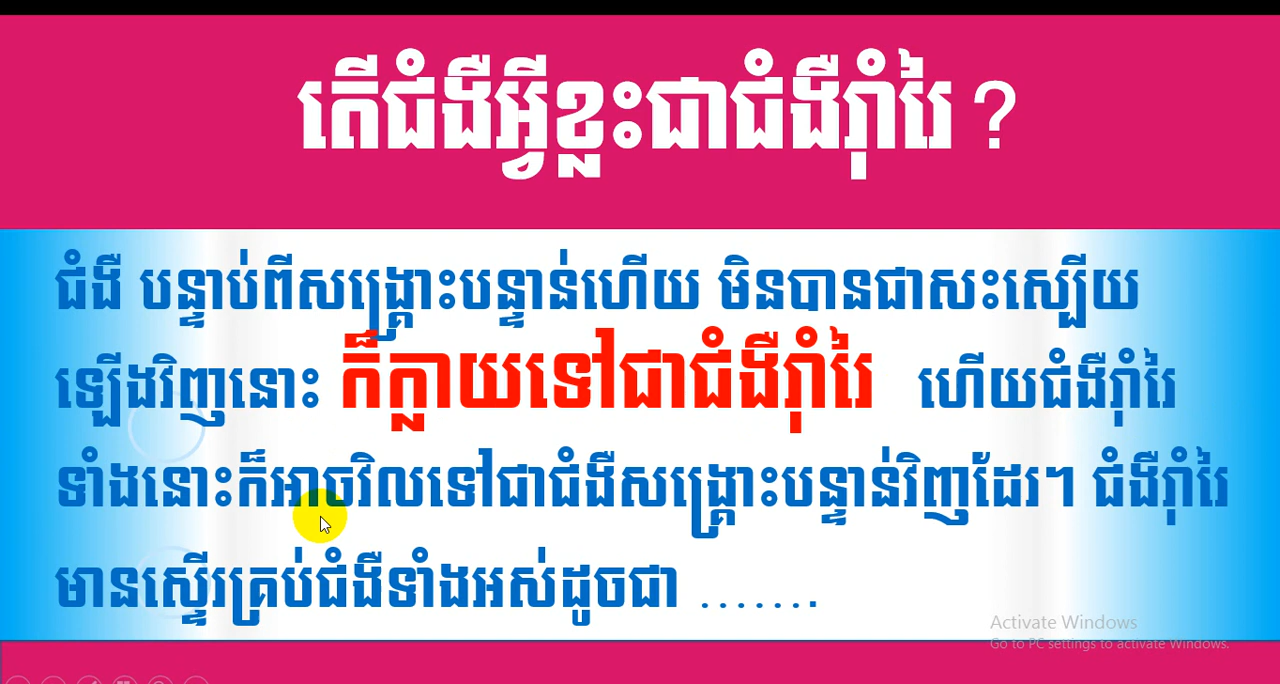 តើជំងឺអ្វីខ្លះជាជំងឺរ៉ាំរៃ ?
ជំងឺ បន្ទាប់ពីសង្គ្រោះបន្ទាន់ហើយ មិនបានជាសះស្បើយ
ឡើងវិញនោះ ក៏ក្លាយទៅជាជំងឺរ៉ាំរៃ ហើយជំងឺរ៉ាំរៃ
ទាំងនោះក៏អាចវិលទៅជាជំងឺសង្គ្រោះបន្ទាន់វិញដែរ។ ជំងឺរ៉ាំរៃ
មានស្ទើរគ្រប់ជំងឺទាំងអស់ដូចជា …….
Activate Windows
Go to PC settings to activate Windows.